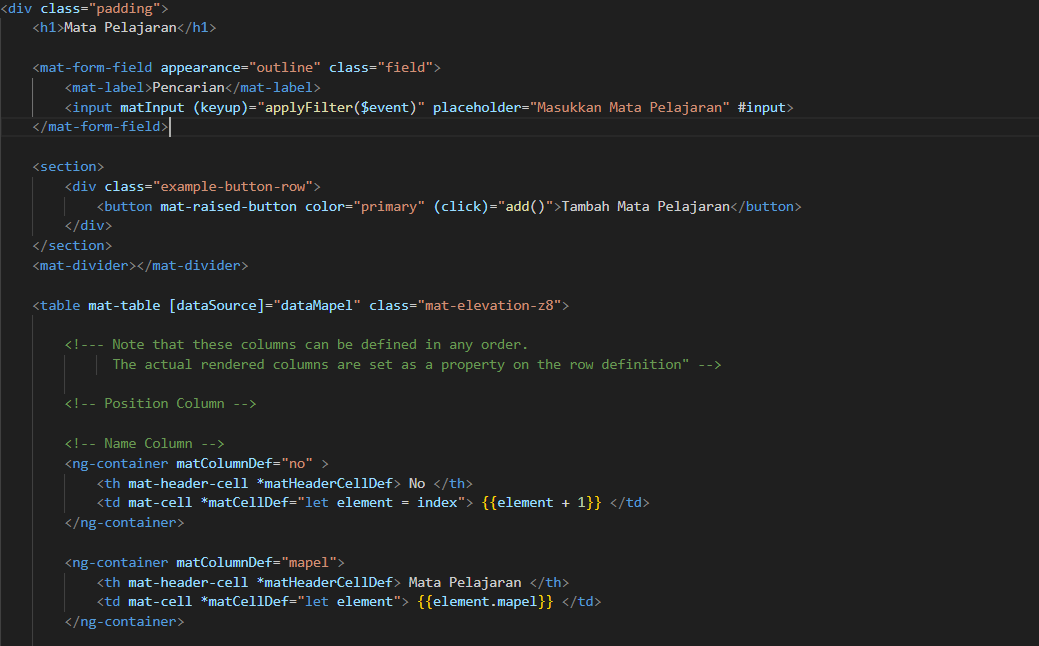 <div class="padding">
    <h1>Mata Pelajaran</h1>
    <mat-form-field appearance="outline" class="field">
        <mat-label>Pencarian</mat-label>
        <input matInput (keyup)="applyFilter($event)" placeholder="Masukkan Mata Pelajaran" #input>
    </mat-form-field>
    <section>
        <div class="example-button-row">
            <button mat-raised-button color="primary" (click)="add()">Tambah Mata Pelajaran</button>
        </div>
    </section>
    <mat-divider></mat-divider>
    <table mat-table [dataSource]="dataMapel" class="mat-elevation-z8">
        <!--- Note that these columns can be defined in any order.
              The actual rendered columns are set as a property on the row definition" -->
        <!-- Position Column -->
        <!-- Name Column -->
        <ng-container matColumnDef="no" >
            <th mat-header-cell *matHeaderCellDef> No </th>
            <td mat-cell *matCellDef="let element = index"> {{element + 1}} </td>
        </ng-container>
        <ng-container matColumnDef="mapel">
            <th mat-header-cell *matHeaderCellDef> Mata Pelajaran </th>
            <td mat-cell *matCellDef="let element"> {{element.mapel}} </td>
        </ng-container>